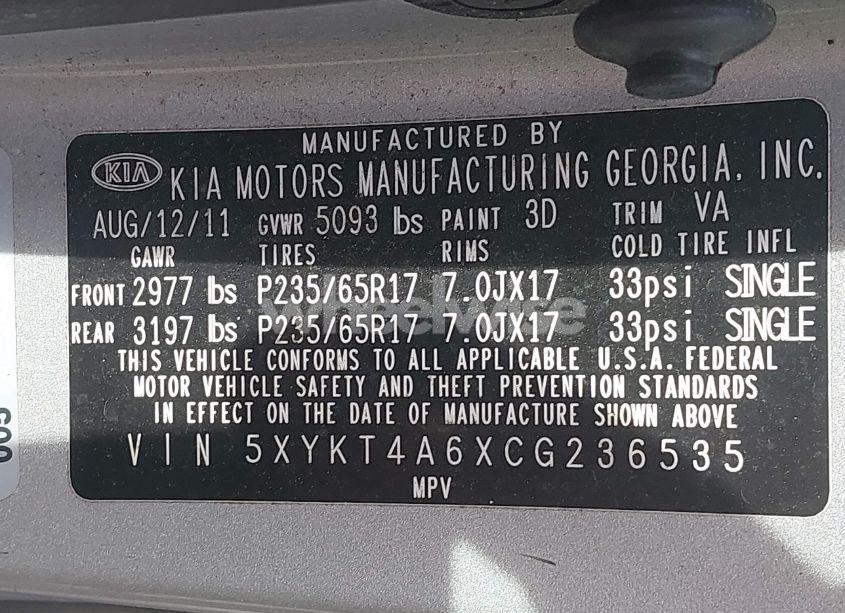 MANUFACTURED BY
KIA KIA MOTORS MANUFACTURING GEORGIA, INC.
AUG/12/11 GVWR 5093 lbs PAINT 3D TRIM VA
GAWR TIRES RIMS COLD TIRE INFL
FRONT 2977 lbs P235/65R17 7.0JX17 33psi SINGLE
REAR 3197 lbs P235/65R17 7.0JX17 33psi SINGLE
THIS VEHICLE CONFORMS TO ALL APPLICABLE U.S.A. FEDERAL
MOTOR VEHICLE SAFETY AND THEFT PREVENTION STANDARDS
IN EFFECT ON THE DATE OF MANUFACTURE SHOWN ABOVE
VIN 5XYKT4A6XCG236535
MPV